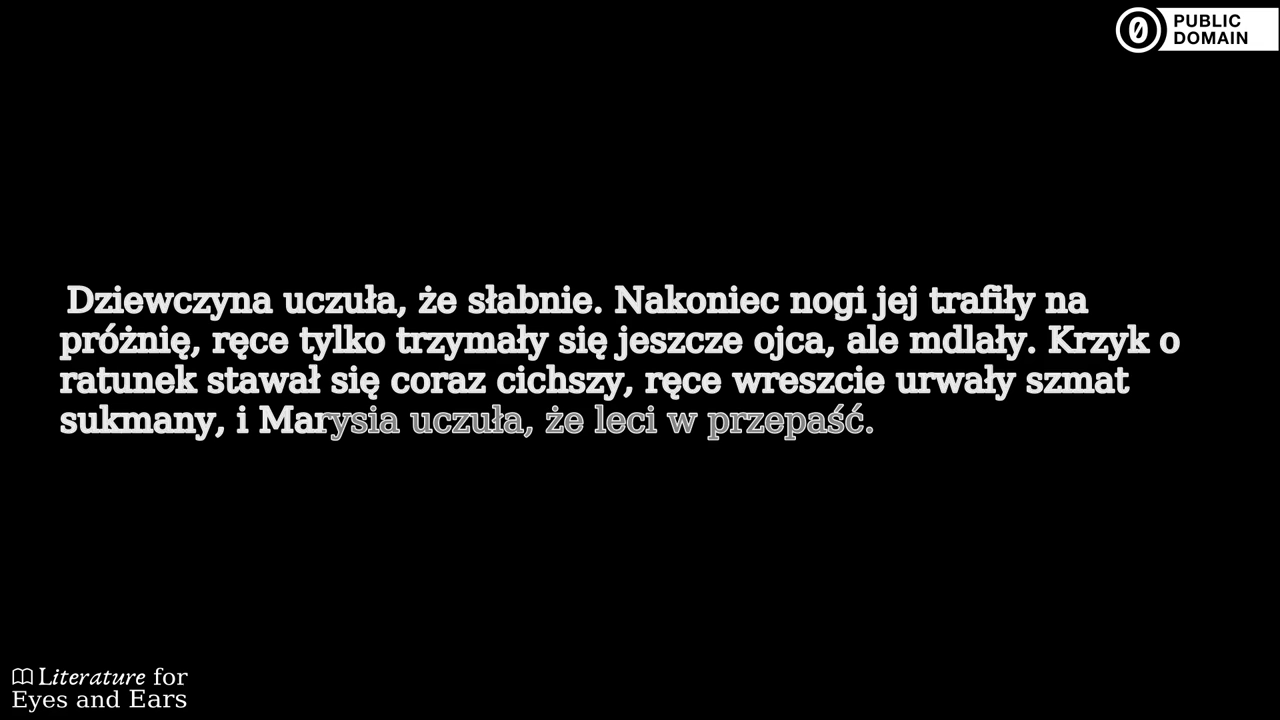 PUBLIC
DOMAIN
Dziewczyna uczuła, że słabnie. Nakoniec nogi jej trafiły na
próżnię, ręce tylko trzymały się jeszcze ojca, ale mdlały. Krzyk o
ratunek stawał się coraz cichszy, ręce wreszcie urwały szmat
sukmany, i Marysia uczuła, że leci w przepaść.
Literature for
Eyes and Ears